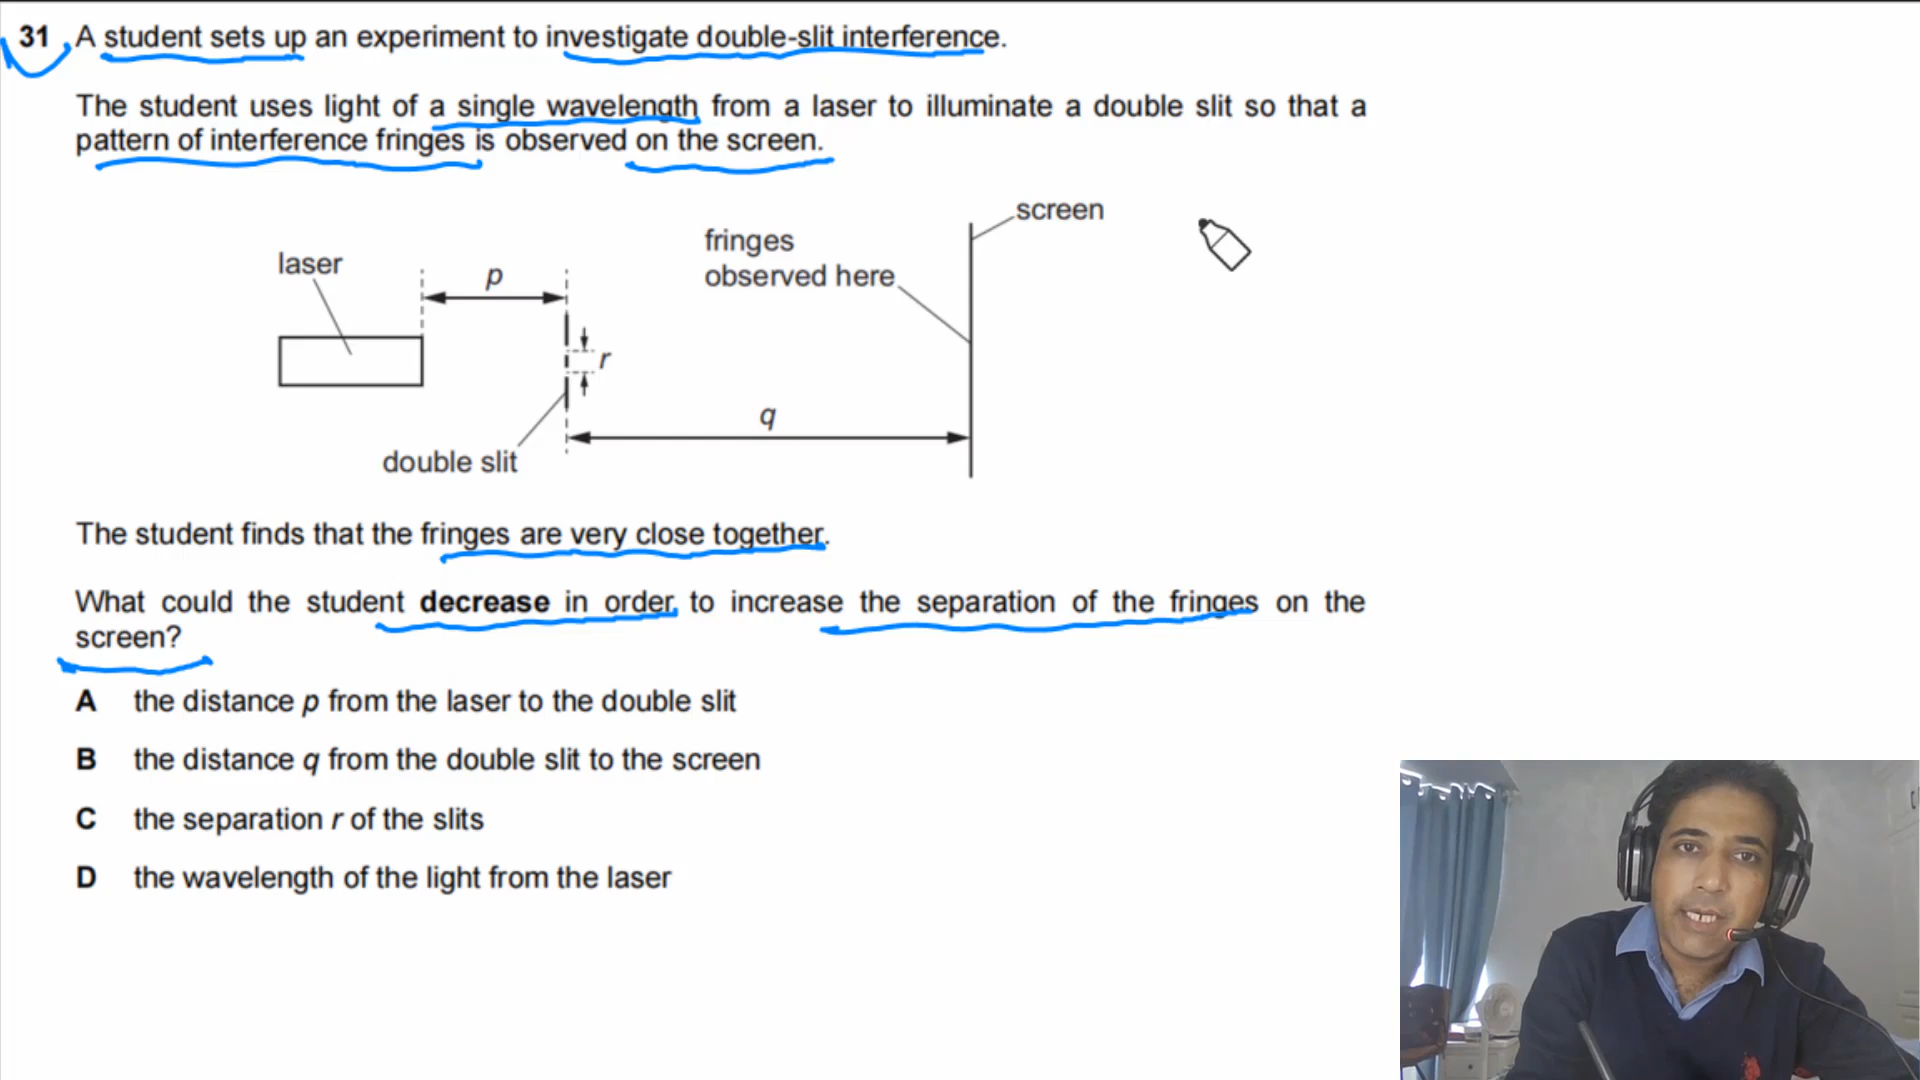 31 A student sets up an experiment to investigate double-slit interference.
The student uses light of a single wavelength from a laser to illuminate a double slit so that a
pattern of interference fringes is observed on the screen.
screen
fringes
observed here
laser
p
r
q
double slit
The student finds that the fringes are very close together.
What could the student decrease in order to increase the separation of the fringes on the
screen?
A the distance p from the laser to the double slit
B the distance q from the double slit to the screen
C the separation r of the slits
D the wavelength of the light from the laser